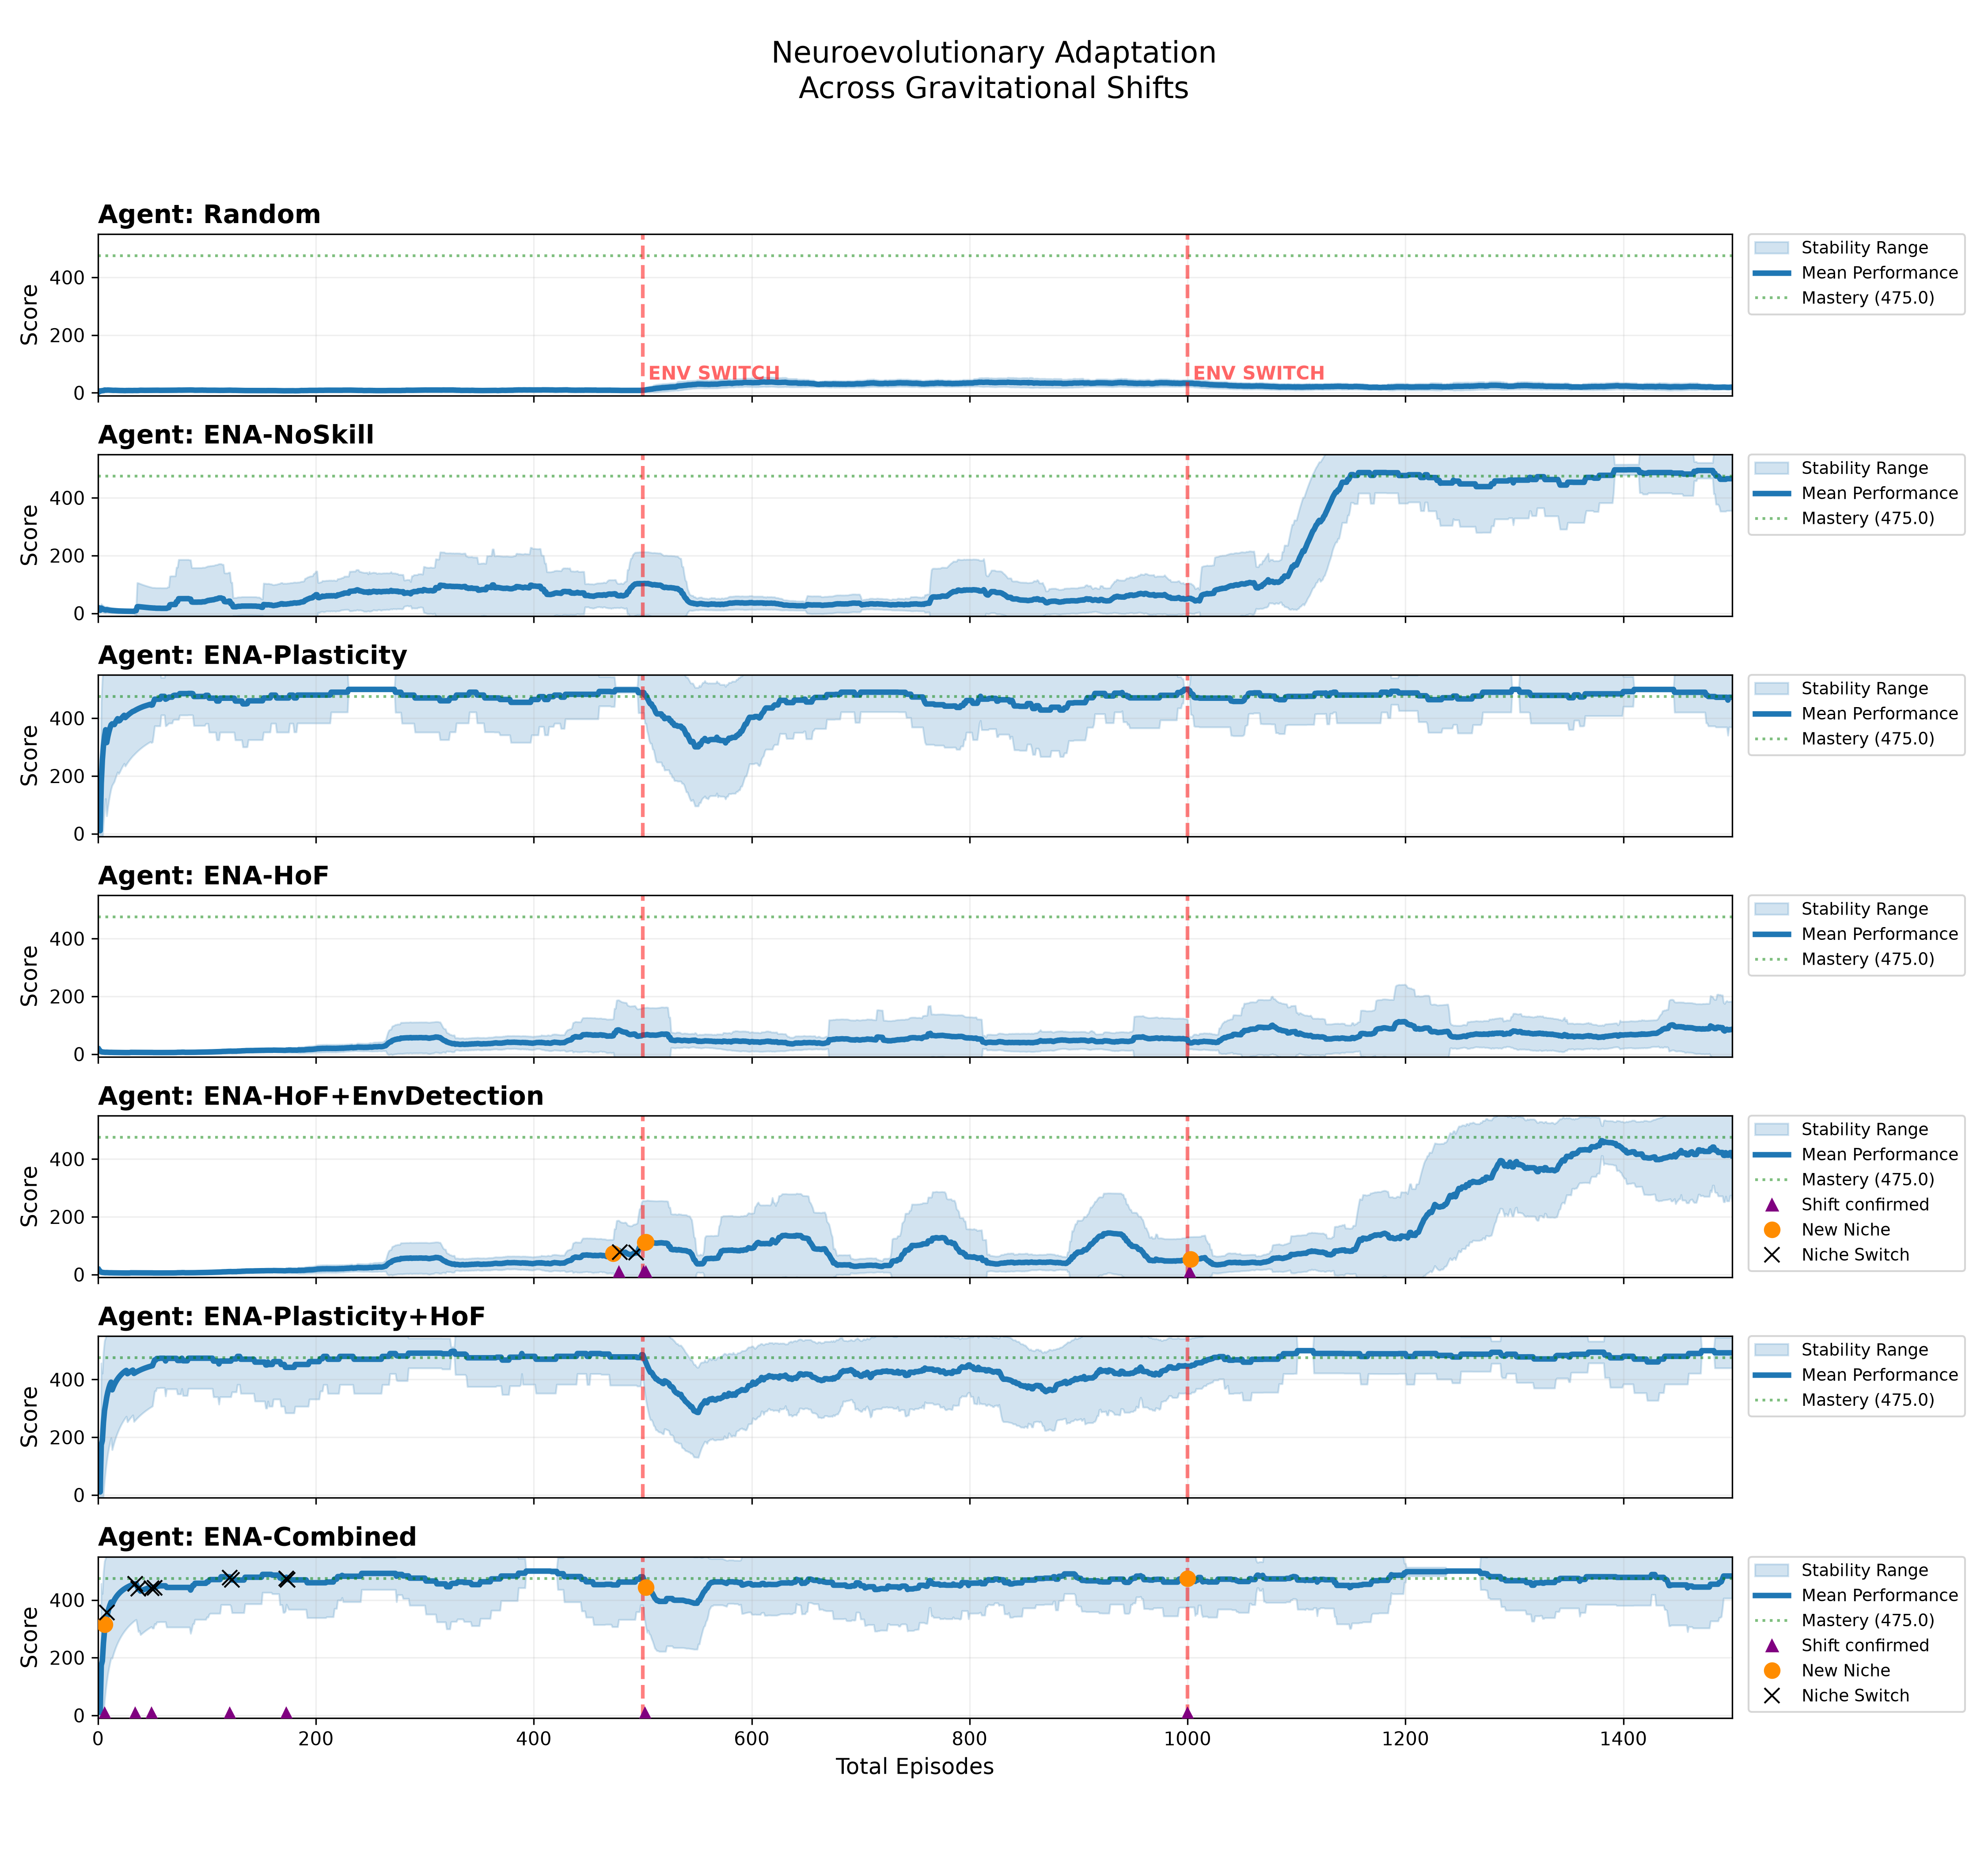 Neuroevolutionary Adaptation
Across Gravitational Shifts
Agent: Random
Score
400
200
0
ENV SWITCH
ENV SWITCH
Stability Range
Mean Performance
Mastery (475.0)
Agent: ENA-NoSkill
Score
400
200
0
Stability Range
Mean Performance
Mastery (475.0)
Agent: ENA-Plasticity
Score
400
200
0
Stability Range
Mean Performance
Mastery (475.0)
Agent: ENA-HoF
Score
400
200
0
Stability Range
Mean Performance
Mastery (475.0)
Agent: ENA-HoF+EnvDetection
Score
400
200
0
Stability Range
Mean Performance
Mastery (475.0)
Shift confirmed
New Niche
Niche Switch
Agent: ENA-Plasticity+HoF
Score
400
200
0
Stability Range
Mean Performance
Mastery (475.0)
Agent: ENA-Combined
Score
400
200
0
Stability Range
Mean Performance
Mastery (475.0)
Shift confirmed
New Niche
Niche Switch
0 200 400 600 800 1000 1200 1400
Total Episodes